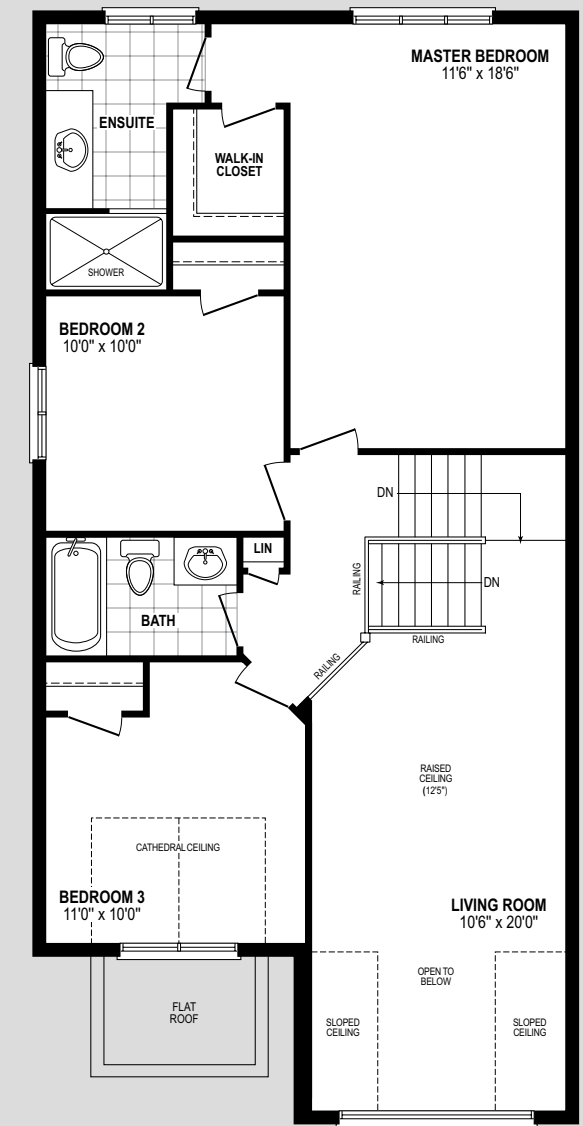 MASTER BEDROOM
11'6" x 18'6"
ENSUITE
WALK-IN
CLOSET
SHOWER
BEDROOM 2
10'0" x 10'0"
DN
LIN
RAILING
DN
BATH
RAILING
RAILING
RAISED
CEILING
(12'5")
CATHEDRAL CEILING
BEDROOM 3
11'0" x 10'0"
LIVING ROOM
10'6" x 20'0"
OPEN TO
BELOW
FLAT
ROOF
SLOPED
CEILING
SLOPED
CEILING